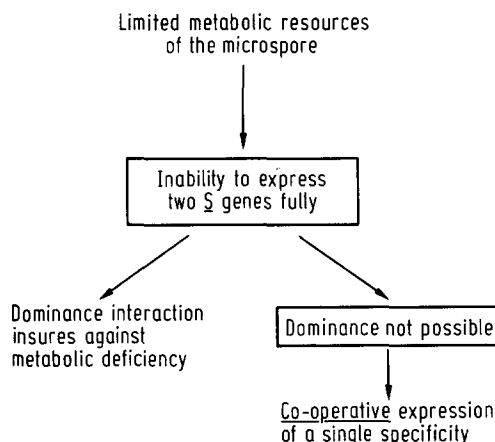 Limited metabolic resources
of the microspore
Inability to express
two S genes fully
Dominance interaction
insures against
metabolic deficiency
Dominance not possible
Co-operative expression
of a single specificity